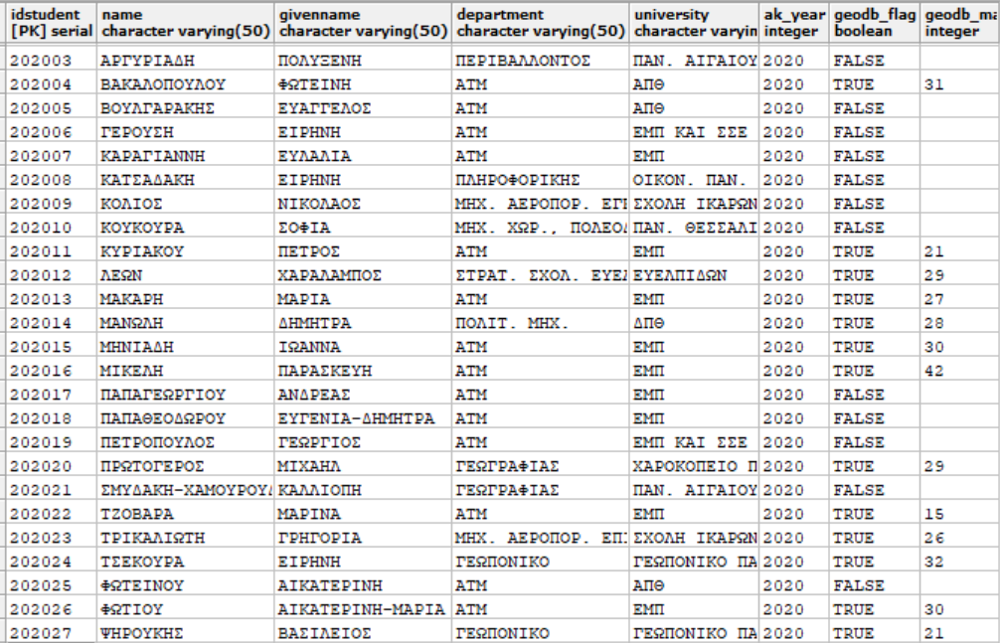 idstudent name givenname department university ak_year geodb_flag geodb_ma
[PK] serial character varying(50) character varying(50) character varying(50) character varyin integer boolean integer
202003 ΑΡΓΥΡΙΑΔΗ ΠΟΛΥΞΕΝΗ ΠΕΡΙΒΑΛΛΟΝΤΟΣ ΠΑΝ. ΑΙΓΑΙΟΥ 2020 FALSE
202004 ΒΑΚΑΛΟΠΟΥΛΟΥ ΦΩΤΕΙΝΗ ΑΤΜ ΑΠΘ 2020 TRUE 31
202005 ΒΟΥΛΓΑΡΑΚΗΣ ΕΥΑΓΓΕΛΟΣ ΑΤΜ ΑΠΘ 2020 FALSE
202006 ΓΕΡΟΥΣΗ ΕΙΡΗΝΗ ΑΤΜ ΕΜΠ ΚΑΙ ΣΣΕ 2020 FALSE
202007 ΚΑΡΑΓΙΑΝΝΗ ΕΥΛΑΛΙΑ ΑΤΜ ΕΜΠ 2020 FALSE
202008 ΚΑΤΣΑΔΑΚΗ ΕΙΡΗΝΗ ΠΛΗΡΟΦΟΡΙΚΗΣ ΟΙΚΟΝ. ΠΑΝ. 2020 FALSE
202009 ΚΟΛΙΟΣ ΝΙΚΟΛΑΟΣ ΜΗΧ. ΑΕΡΟΠΟΡ. ΕΓΚ ΣΧΟΛΗ ΙΚΑΡΩΝ 2020 FALSE
202010 ΚΟΥΚΟΥΡΑ ΣΟΦΙΑ ΜΗΧ. ΧΩΡ., ΠΟΛΕΟΔ ΠΑΝ. ΘΕΣΣΑΛΙ 2020 FALSE
202011 ΚΥΡΙΑΚΟΥ ΠΕΤΡΟΣ ΑΤΜ ΕΜΠ 2020 TRUE 21
202012 ΛΕΩΝ ΧΑΡΑΛΑΜΠΟΣ ΣΤΡΑΤ. ΣΧΟΛ. ΕΥΕΛ ΕΥΕΛΠΙΔΩΝ 2020 TRUE 29
202013 ΜΑΚΑΡΗ ΜΑΡΙΑ ΑΤΜ ΕΜΠ 2020 TRUE 27
202014 ΜΑΝΩΛΗ ΔΗΜΗΤΡΑ ΠΟΛΙΤ. ΜΗΧ. ΔΠΘ 2020 TRUE 28
202015 ΜΗΝΙΑΔΗ ΙΩΑΝΝΑ ΑΤΜ ΕΜΠ 2020 TRUE 30
202016 ΜΙΚΕΛΗ ΠΑΡΑΣΚΕΥΗ ΑΤΜ ΕΜΠ 2020 TRUE 42
202017 ΠΑΠΑΓΕΩΡΓΙΟΥ ΑΝΔΡΕΑΣ ΑΤΜ ΕΜΠ 2020 FALSE
202018 ΠΑΠΑΘΕΟΔΩΡΟΥ ΕΥΓΕΝΙΑ-ΔΗΜΗΤΡΑ ΑΤΜ ΕΜΠ 2020 FALSE
202019 ΠΕΤΡΟΠΟΥΛΟΣ ΓΕΩΡΓΙΟΣ ΑΤΜ ΕΜΠ ΚΑΙ ΣΣΕ 2020 FALSE
202020 ΠΡΩΤΟΓΕΡΟΣ ΜΙΧΑΗΛ ΓΕΩΓΡΑΦΙΑΣ ΧΑΡΟΚΟΠΕΙΟ Π 2020 TRUE 29
202021 ΣΜΥΔΑΚΗ-ΧΑΜΟΥΡΟΥΔ ΚΑΛΛΙΟΠΗ ΓΕΩΓΡΑΦΙΑΣ ΠΑΝ. ΑΙΓΑΙΟΥ 2020 FALSE
202022 ΤΖΟΒΑΡΑ ΜΑΡΙΝΑ ΑΤΜ ΕΜΠ 2020 TRUE 15
202023 ΤΡΙΚΑΛΙΩΤΗ ΓΡΗΓΟΡΙΑ ΜΗΧ. ΑΕΡΟΠΟΡ. ΕΠΙ ΣΧΟΛΗ ΙΚΑΡΩΝ 2020 TRUE 26
202024 ΤΣΕΚΟΥΡΑ ΕΙΡΗΝΗ ΓΕΩΠΟΝΙΚΟ ΓΕΩΠΟΝΙΚΟ ΠΑ 2020 TRUE 32
202025 ΦΩΤΕΙΝΟΥ ΑΙΚΑΤΕΡΙΝΗ ΑΤΜ ΑΠΘ 2020 FALSE
202026 ΦΩΤΙΟΥ ΑΙΚΑΤΕΡΙΝΗ-ΜΑΡΙΑ ΑΤΜ ΕΜΠ 2020 TRUE 30
202027 ΨΗΡΟΥΚΗΣ ΒΑΣΙΛΕΙΟΣ ΓΕΩΠΟΝΙΚΟ ΓΕΩΠΟΝΙΚΟ ΠΑ 2020 TRUE 21